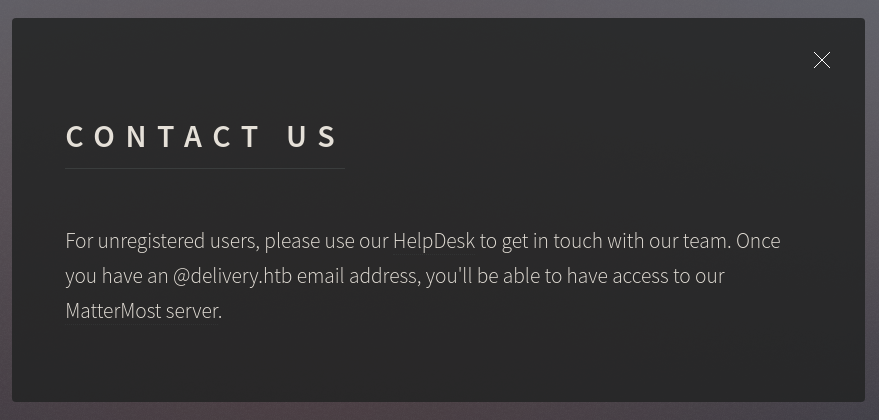 CONTACT US
For unregistered users, please use our HelpDesk to get in touch with our team. Once
you have an @delivery.htb email address, you'll be able to have access to our
MatterMost server.